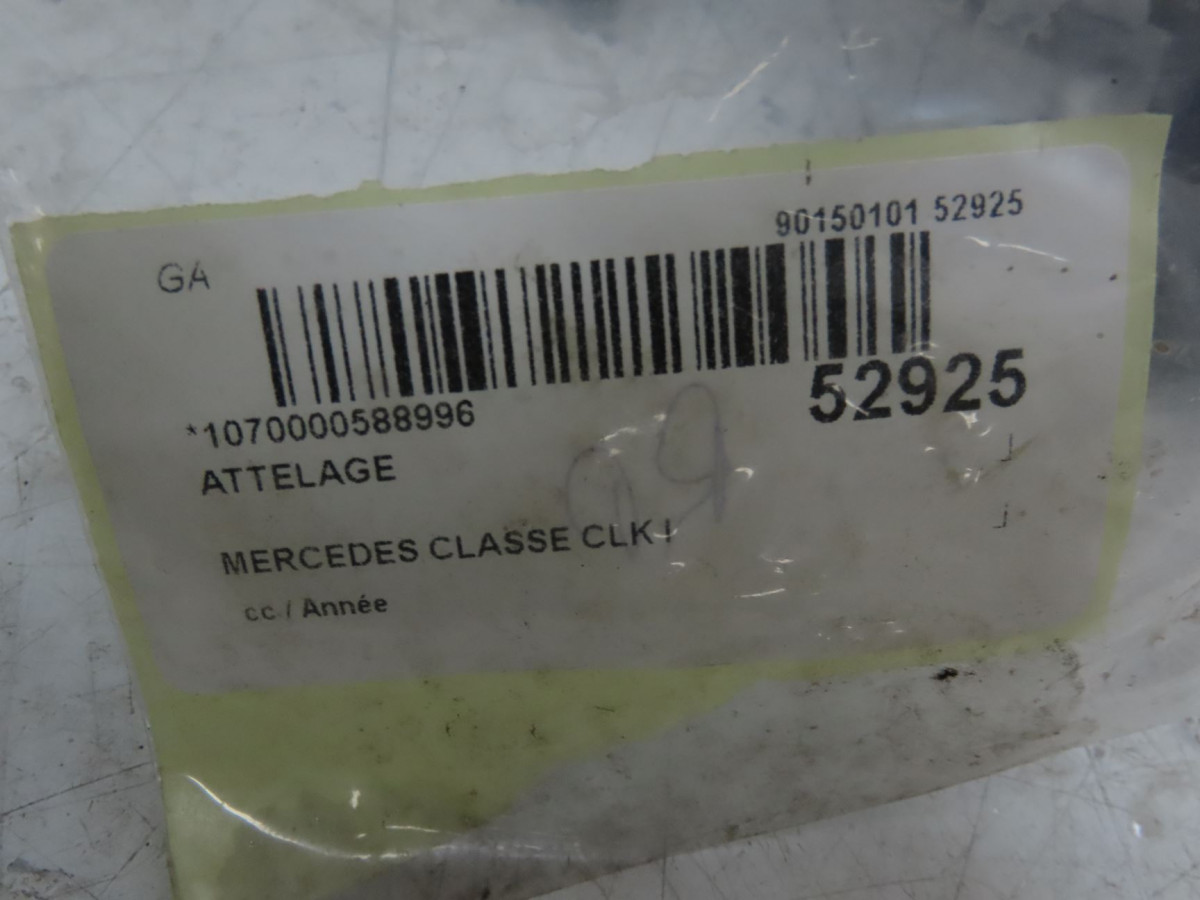 90150101 52925
GA
52925
*1070000588996
ATTELAGE
MERCEDES CLASSE CLK I
cc / Année